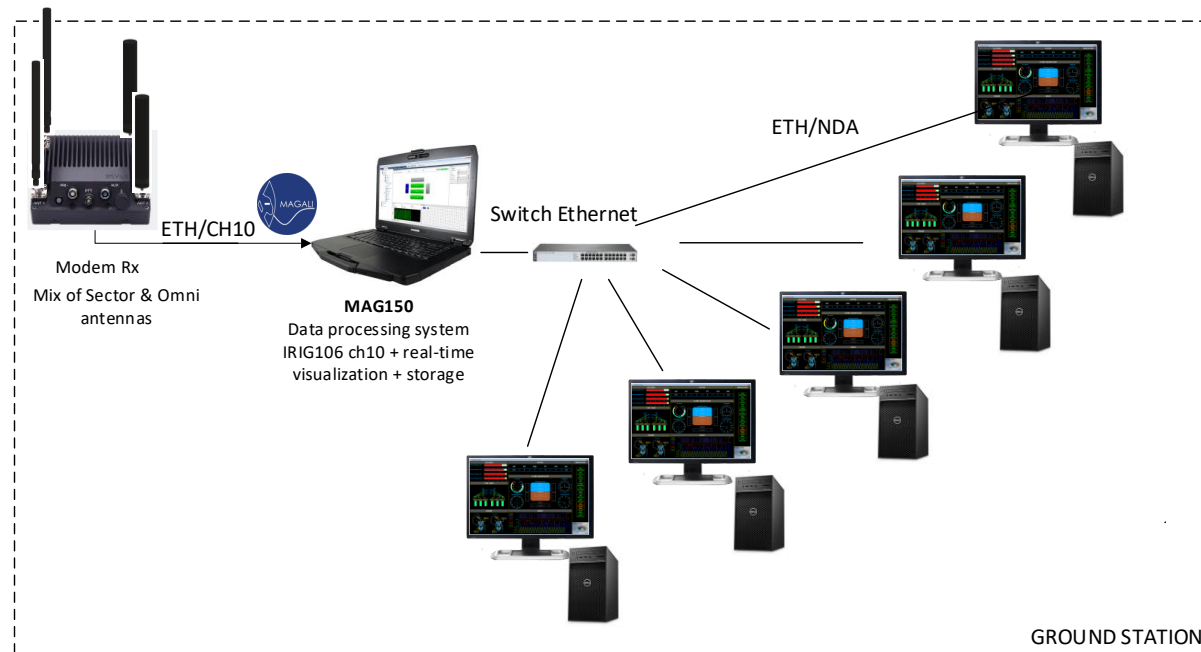 ETH/NDA
MAGALI
ETH/CH10
Switch Ethernet
Modem Rx
Mix of Sector & Omni
antennas
MAG150
Data processing system
IRIG106 ch10 + real-time
visualization + storage
GROUND STATION